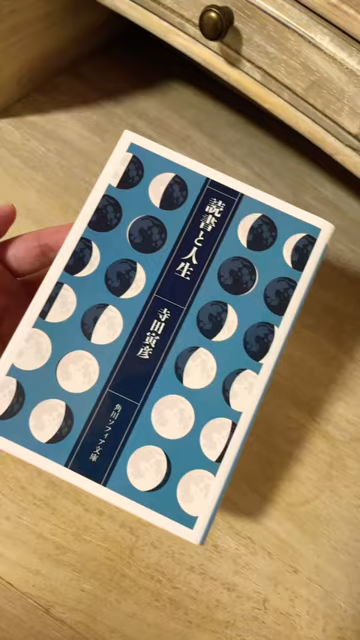 読書と人生
寺田寅彦
角川ソフィア文庫